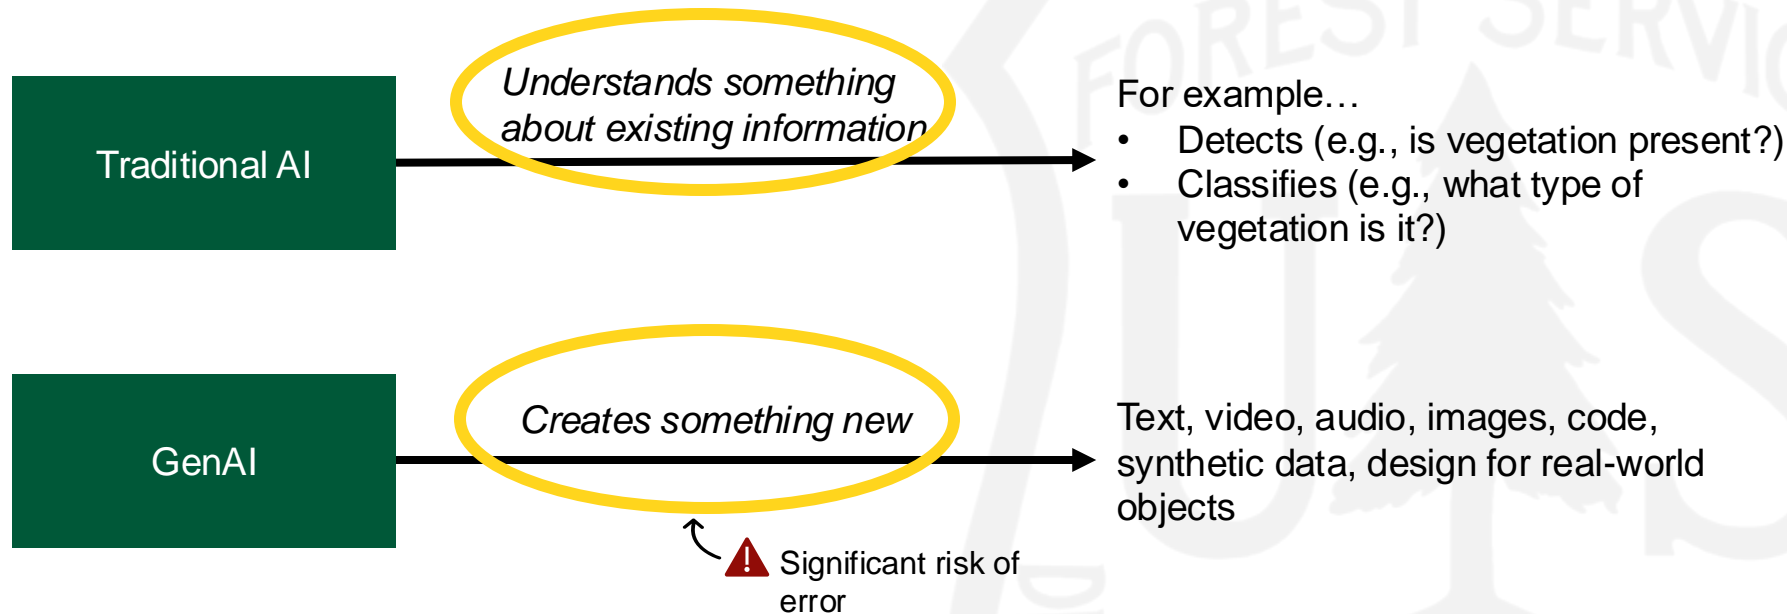 FOREST SERVIC
U S
D
Understands something
about existing information
Traditional AI
For example…
• Detects (e.g., is vegetation present?)
• Classifies (e.g., what type of
vegetation is it?)
Creates something new
GenAI
Text, video, audio, images, code,
synthetic data, design for real-world
objects
Significant risk of
error